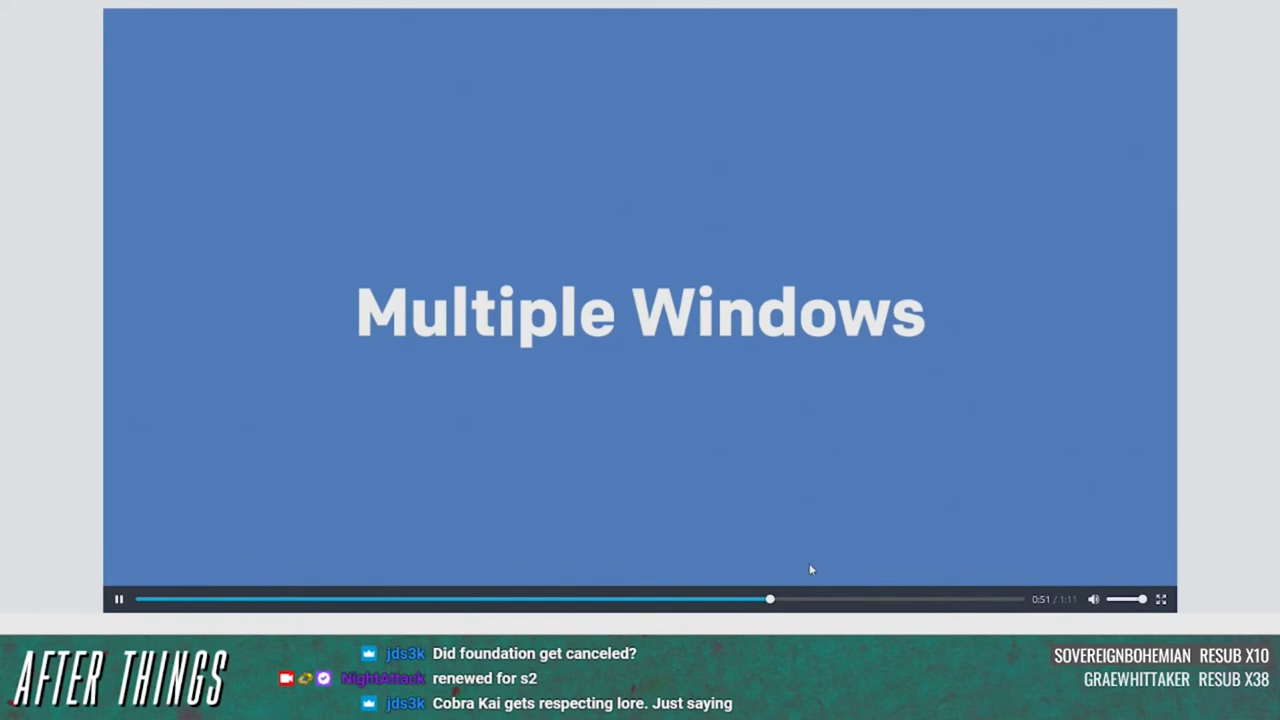 Multiple Windows
0:51 / 1:11
AFTER THINGS
jds3k Did foundation get canceled?
NightAttack renewed for s2
jds3k Cobra Kai gets respecting lore. Just saying
SOVEREIGNBOHEMIAN RESUB X10
GRAEWHITTAKER RESUB X38